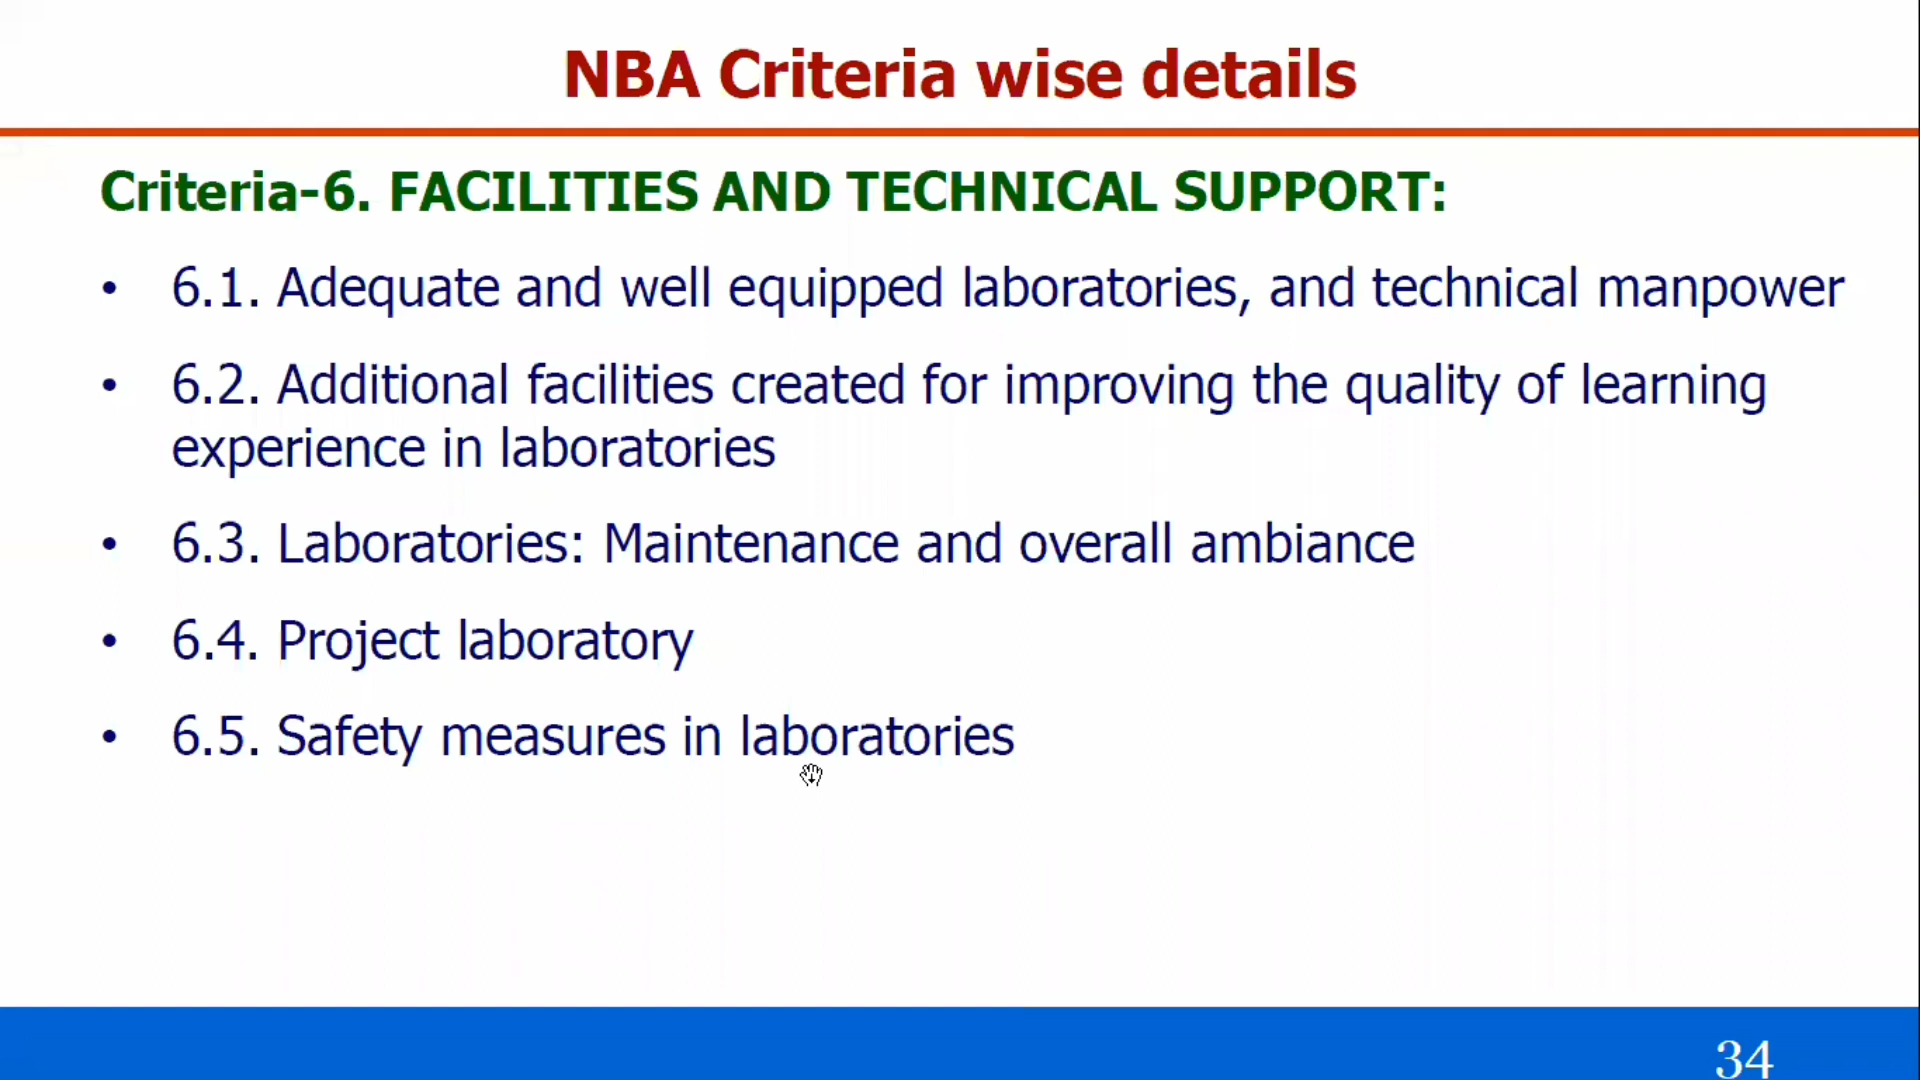 NBA Criteria wise details
Criteria-6. FACILITIES AND TECHNICAL SUPPORT:
• 6.1. Adequate and well equipped laboratories, and technical manpower
• 6.2. Additional facilities created for improving the quality of learning
experience in laboratories
• 6.3. Laboratories: Maintenance and overall ambiance
• 6.4. Project laboratory
• 6.5. Safety measures in laboratories
34